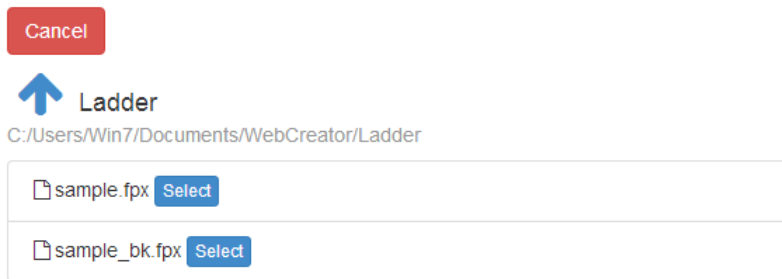 Cancel
Ladder
C:/Users/Win7/Documents/WebCreator/Ladder
sample.fpx Select
sample_bk.fpx Select